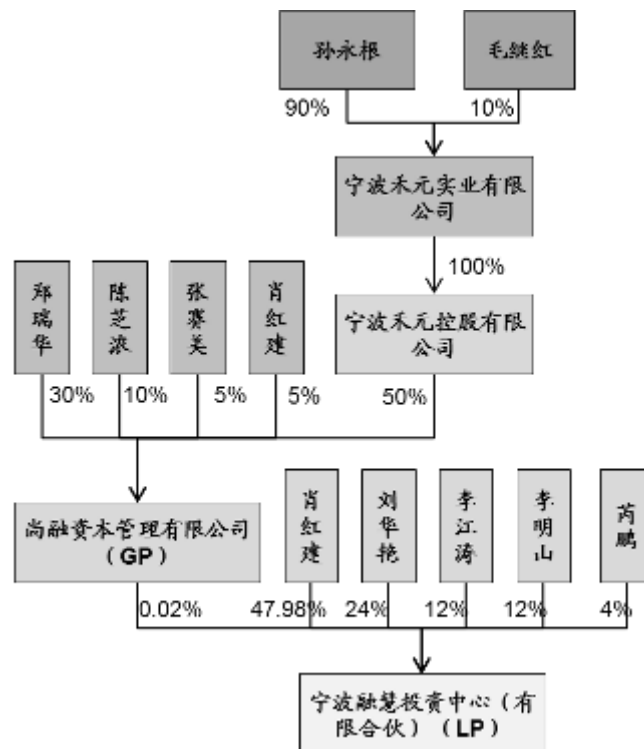 孙永根
毛继红
90%
10%
宁波禾元实业有限
公司
100%
郑瑞华
陈芝浓
张赛美
肖红建
宁波禾元控股有限
公司
30%
10%
5%
5%
50%
尚融资本管理有限公司
（GP）
肖红建
刘华艳
李江涛
李明山
芮鹏
0.02%
47.98%
24%
12%
12%
4%
宁波融慧投资中心（有
限合伙）（LP）